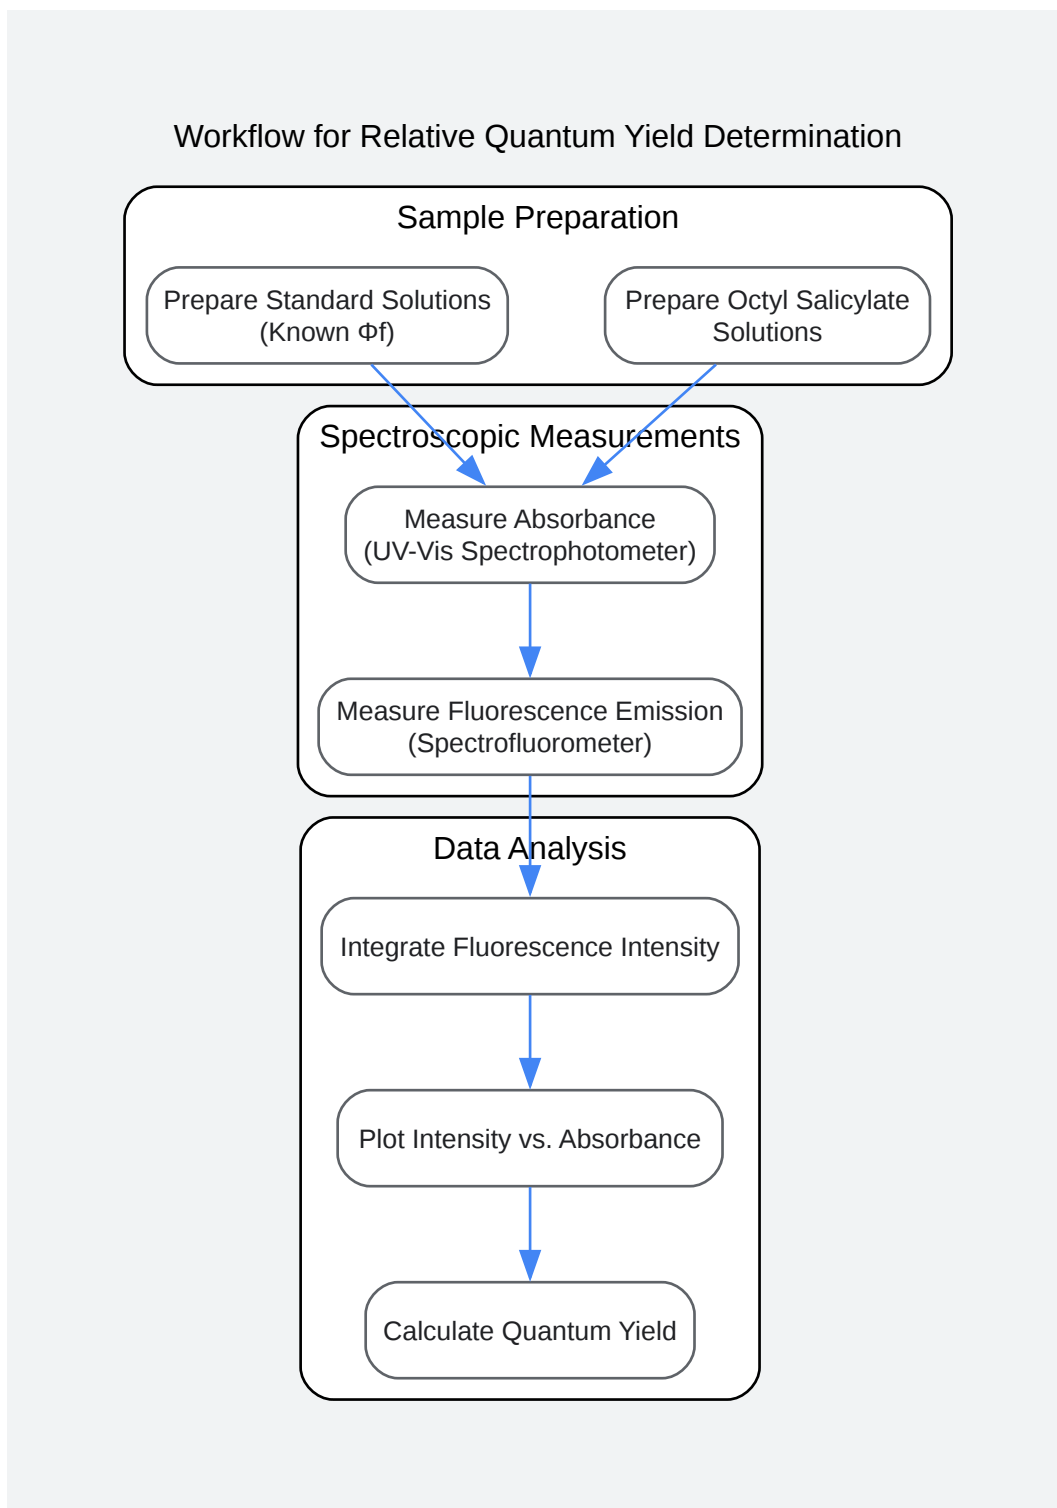 Workflow for Relative Quantum Yield Determination
Sample Preparation
Prepare Standard Solutions
(Known Φf)
Prepare Octyl Salicylate
Solutions
Spectroscopic Measurements
Measure Absorbance
(UV-Vis Spectrophotometer)
Measure Fluorescence Emission
(Spectrofluorometer)
Data Analysis
Integrate Fluorescence Intensity
Plot Intensity vs. Absorbance
Calculate Quantum Yield